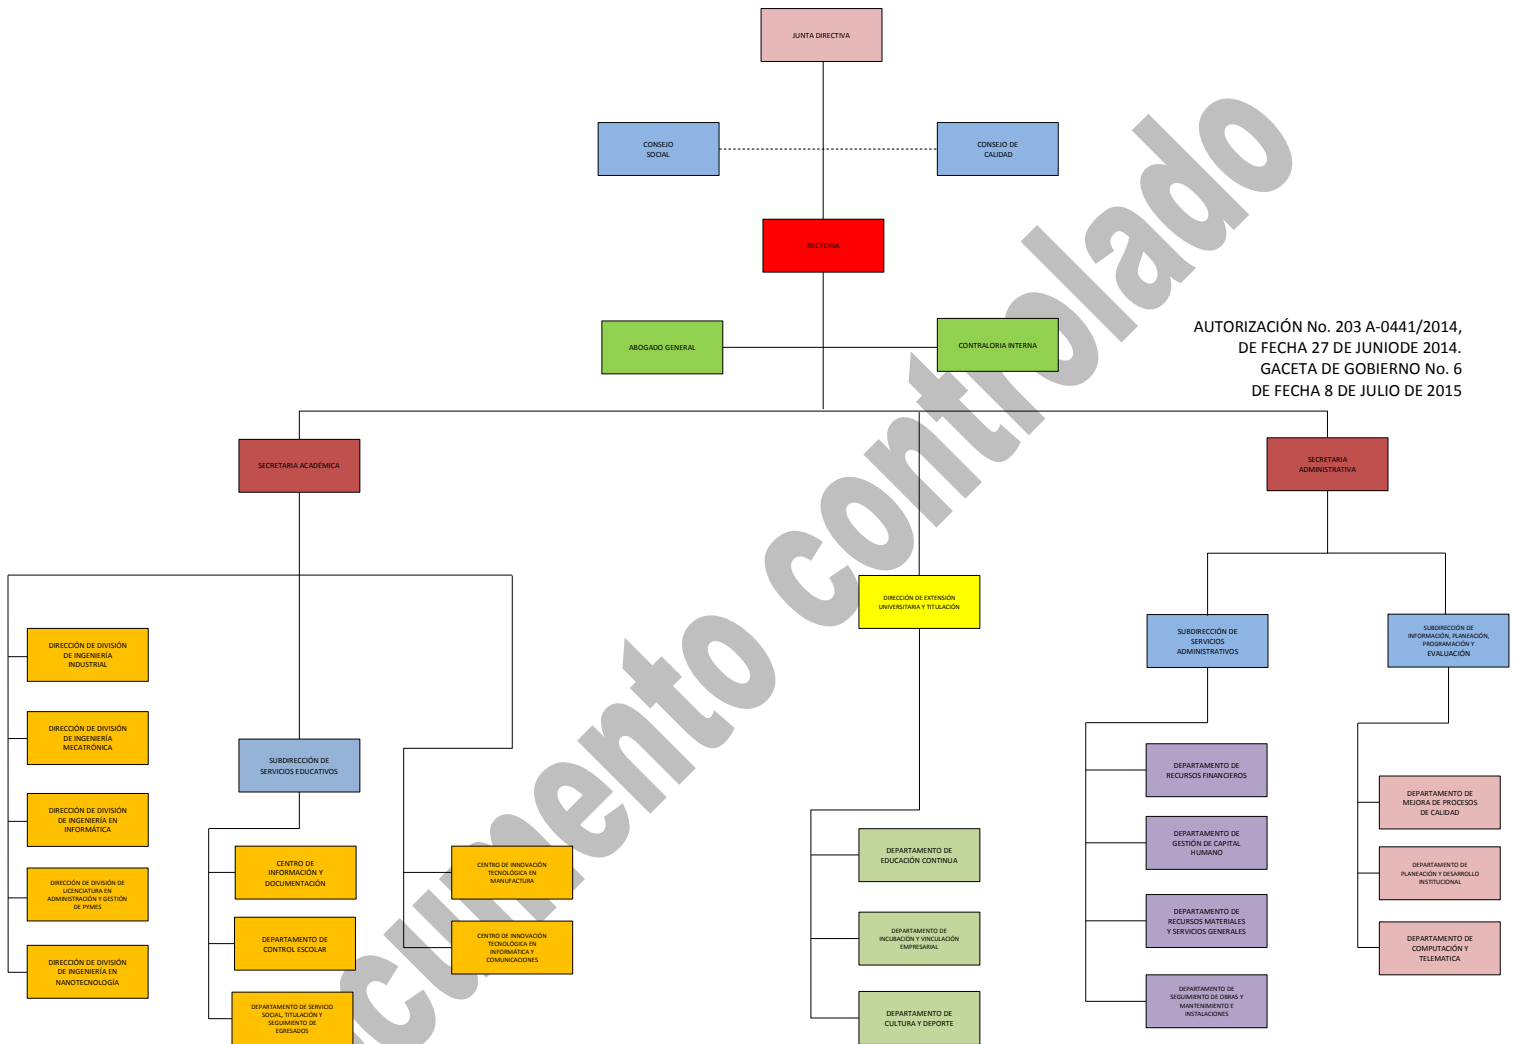 JUNTA DIRECTIVA
CONSEJO
SOCIAL
CONSEJO DE
CALIDAD
RECTORIA
ABOGADO GENERAL
CONTRALORIA INTERNA
AUTORIZACIÓN No. 203 A-0441/2014,
DE FECHA 27 DE JUNIODE 2014.
GACETA DE GOBIERNO No. 6
DE FECHA 8 DE JULIO DE 2015
SECRETARIA ACADÉMICA
SECRETARIA
ADMINISTRATIVA
DIRECCIÓN DE EXTENSIÓN
UNIVERSITARIA Y TITULACIÓN
SUBDIRECCIÓN DE
SERVICIOS
ADMINISTRATIVOS
SUBDIRECCIÓN DE
INFORMACIÓN, PLANEACIÓN,
PROGRAMACIÓN Y
EVALUACIÓN
DIRECCIÓN DE DIVISIÓN
DE INGENIERÍA
INDUSTRIAL
DIRECCIÓN DE DIVISIÓN
DE INGENIERÍA
MECATRÓNICA
DIRECCIÓN DE DIVISIÓN
DE INGENIERÍA EN
INFORMÁTICA
DIRECCIÓN DE DIVISIÓN DE
LICENCIATURA EN
ADMINISTRACIÓN Y GESTIÓN
DE PYMES
DIRECCIÓN DE DIVISIÓN
DE INGENIERÍA EN
NANOTECNOLOGÍA
SUBDIRECCIÓN DE
SERVICIOS EDUCATIVOS
CENTRO DE
INFORMACIÓN Y
DOCUMENTACIÓN
DEPARTAMENTO DE
CONTROL ESCOLAR
DEPARTAMENTO DE SERVICIO
SOCIAL, TITULACIÓN Y
SEGUIMIENTO DE
EGRESADOS
CENTRO DE INNOVACIÓN
TECNOLÓGICA EN
MANUFACTURA
CENTRO DE INNOVACIÓN
TECNOLÓGICA EN
INFORMÁTICA Y
COMUNICACIONES
DEPARTAMENTO DE
EDUCACIÓN CONTINUA
DEPARTAMENTO DE
INCUBACIÓN Y VINCULACIÓN
EMPRESARIAL
DEPARTAMENTO DE
CULTURA Y DEPORTE
DEPARTAMENTO DE
RECURSOS FINANCIEROS
DEPARTAMENTO DE
GESTIÓN DE CAPITAL
HUMANO
DEPARTAMENTO DE
RECURSOS MATERIALES
Y SERVICIOS GENERALES
DEPARTAMENTO DE
SEGUIMIENTO DE OBRAS Y
MANTENIMIENTO E
INSTALACIONES
DEPARTAMENTO DE
MEJORA DE PROCESOS
DE CALIDAD
DEPARTAMENTO DE
PLANEACIÓN Y DESARROLLO
INSTITUCIONAL
DEPARTAMENTO DE
COMPUTACIÓN Y
TELEMATICA
cumento controlado